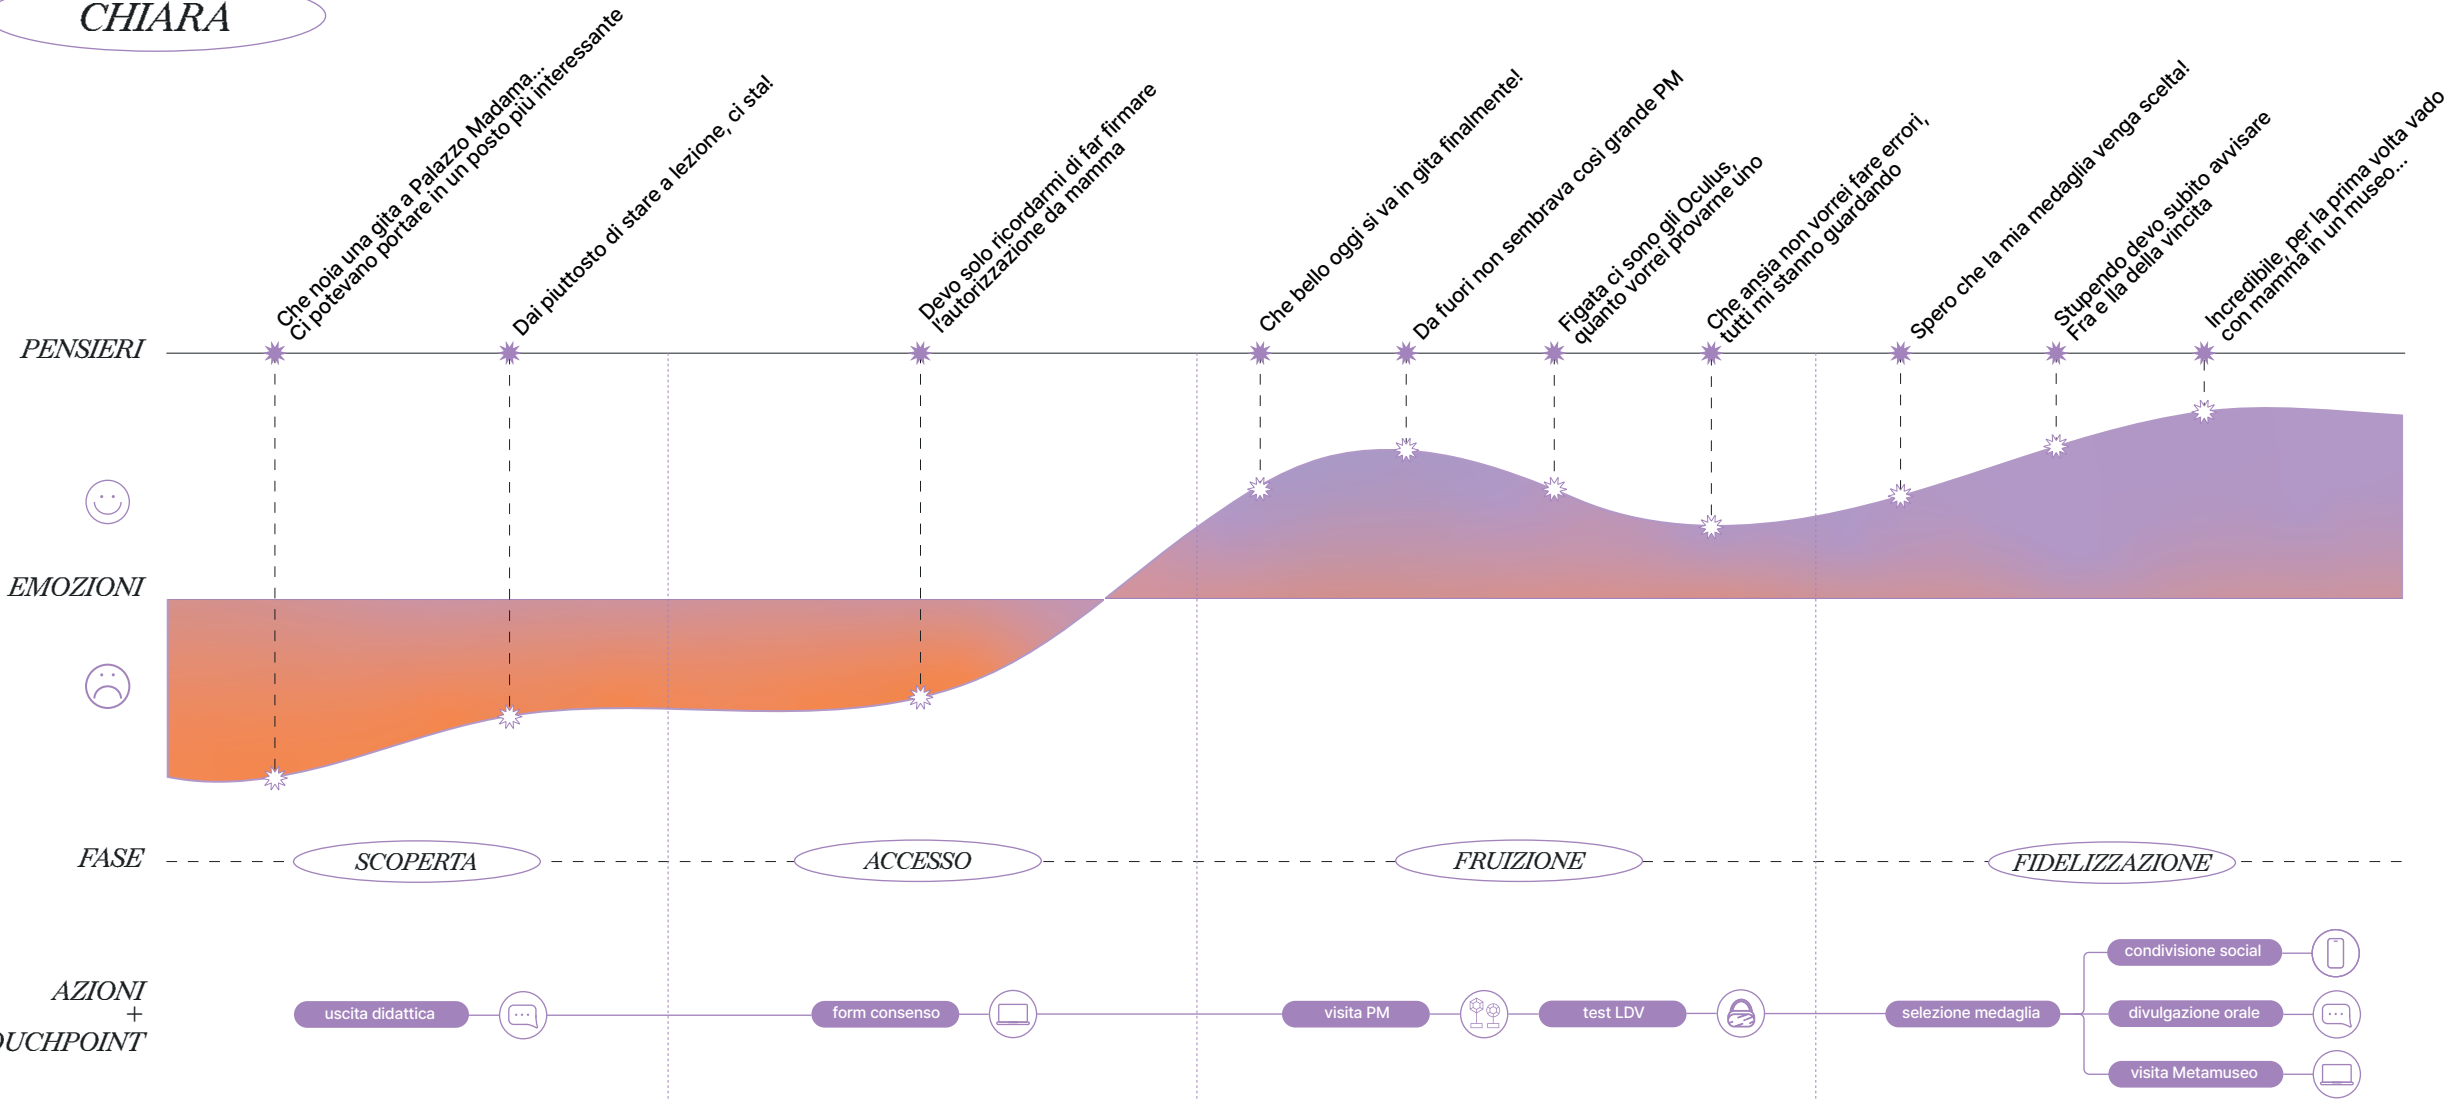 CHIARA
Che noia una gita a Palazzo Madama...
Ci potevano portare in un posto più interessante
Dai piuttosto di stare a lezione, ci sta!
Devo solo ricordarmi di far firmare
l'autorizzazione da mamma
Che bello oggi si va in gita finalmente!
Da fuori non sembrava così grande PM
Figata ci sono gli Oculus,
quanto vorrei provarne uno
Che ansia non vorrei fare errori,
tutti mi stanno guardando
Spero che la mia medaglia venga scelta!
Stupendo devo subito avvisare
Fra e Ila della vincita
Incredibile, per la prima volta vado
con mamma in un museo...
PENSIERI
EMOZIONI
FASE
SCOPERTA
ACCESSO
FRUIZIONE
FIDELIZZAZIONE
AZIONI
+
OUCHPOINT
uscita didattica
form consenso
visita PM
test LDV
selezione medaglia
condivisione social
divulgazione orale
visita Metamuseo